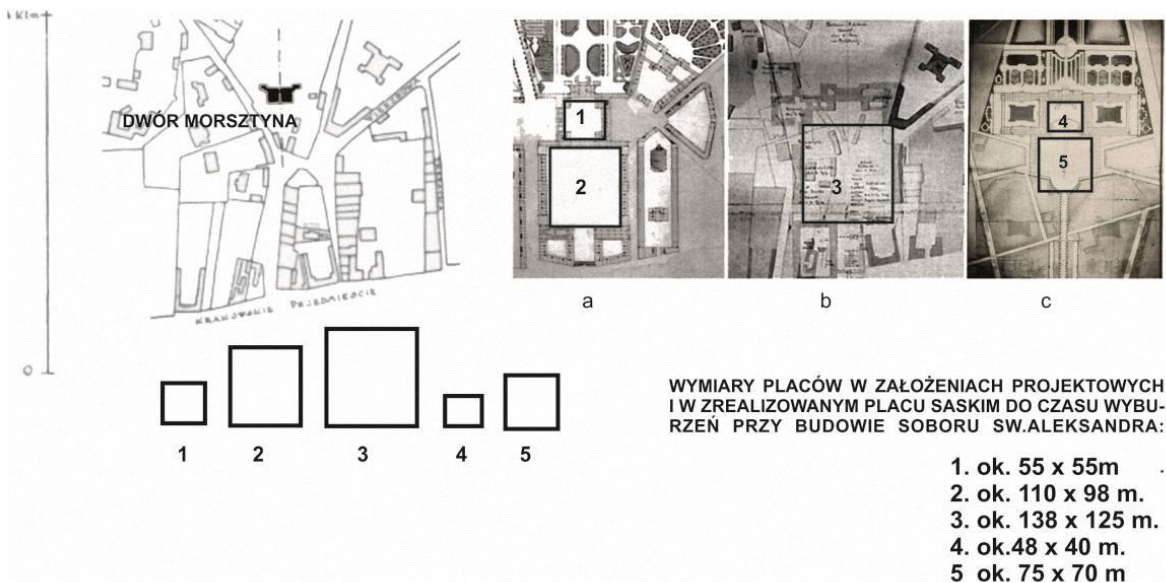 DWÓR MORSZTYNA
KRAKOWSKIE PRZEDMIEŚCIE
0
1
2
3
4
5
a
b
c
1
2
3
4
5
WYMIARY PLACÓW W ZAŁOŻENIACH PROJEKTOWYCH
I W ZREALIZOWANYM PLACU SASKIM DO CZASU WYBU-
RZEŃ PRZY BUDOWIE SOBORU SW.ALEKSANDRA:
1. ok. 55 x 55m
2. ok. 110 x 98 m.
3. ok. 138 x 125 m.
4. ok.48 x 40 m.
5 ok. 75 x 70 m